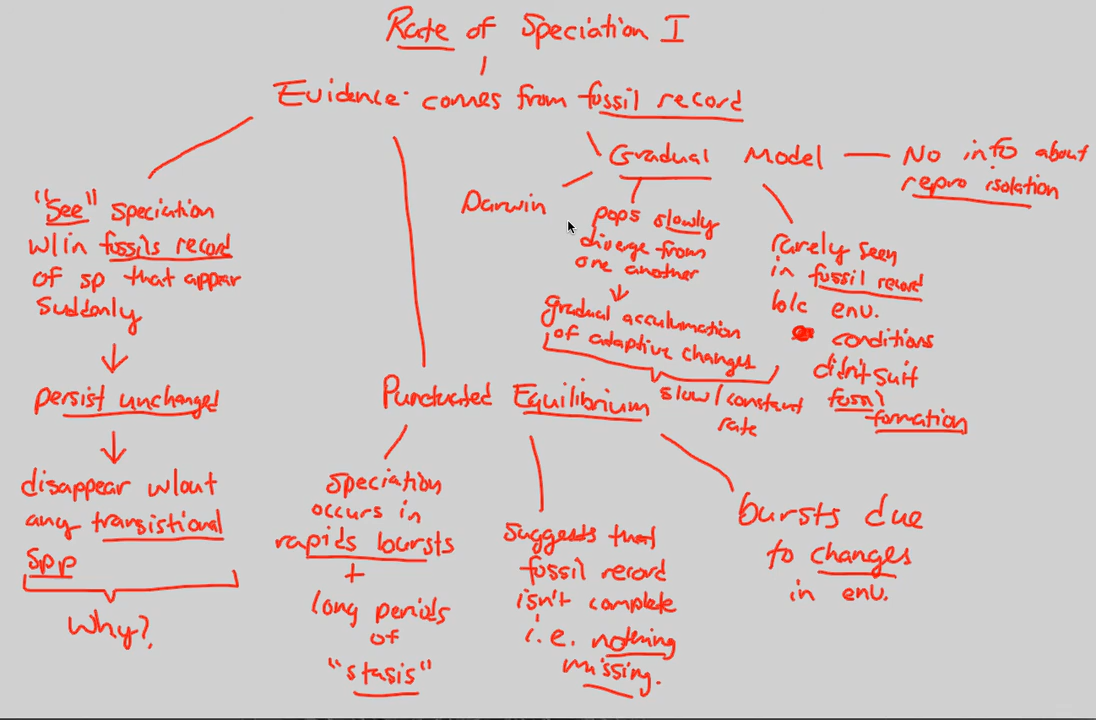 Rate of Speciation I
Evidence comes from fossil record
"See" speciation
w/in fossils record
of sp that appear
suddenly
persist unchanged
disappear w/out
any transistional
spp
Why?
Punctuated Equilibrium
speciation
occurs in
rapids bursts
+
long periods
of
"stasis"
suggests that
fossil record
isn't complete
i.e. nothing
missing.
bursts due
to changes
in env.
Gradual Model
Darwin
pops slowly
diverge from
one another
gradual acculumation
of adaptive changes
slow/constant
rate
rarely seen
in fossil record
b/c env.
conditions
didn't suit
fossil
formation
No info about
repro isolation